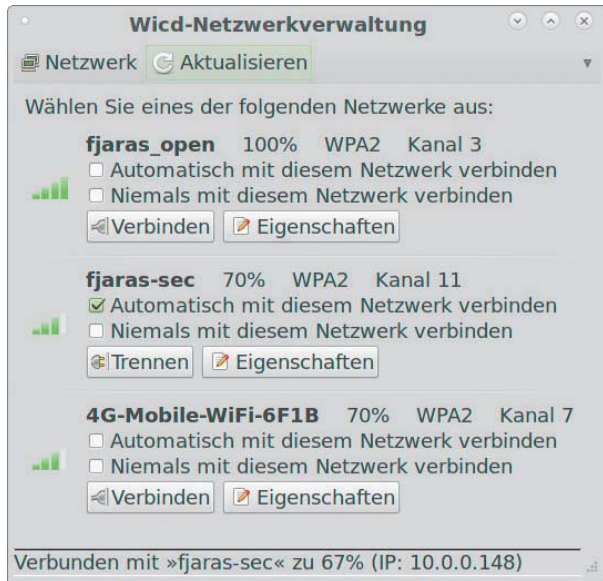 Wicd-Netzwerkverwaltung
Netzwerk Aktualisieren
Wählen Sie eines der folgenden Netzwerke aus:
fjaras_open 100% WPA2 Kanal 3
Automatisch mit diesem Netzwerk verbinden
Niemals mit diesem Netzwerk verbinden
Verbinden Eigenschaften
fjaras-sec 70% WPA2 Kanal 11
Automatisch mit diesem Netzwerk verbinden
Niemals mit diesem Netzwerk verbinden
Trennen Eigenschaften
4G-Mobile-WiFi-6F1B 70% WPA2 Kanal 7
Automatisch mit diesem Netzwerk verbinden
Niemals mit diesem Netzwerk verbinden
Verbinden Eigenschaften
Verbunden mit »fjaras-sec« zu 67% (IP: 10.0.0.148)